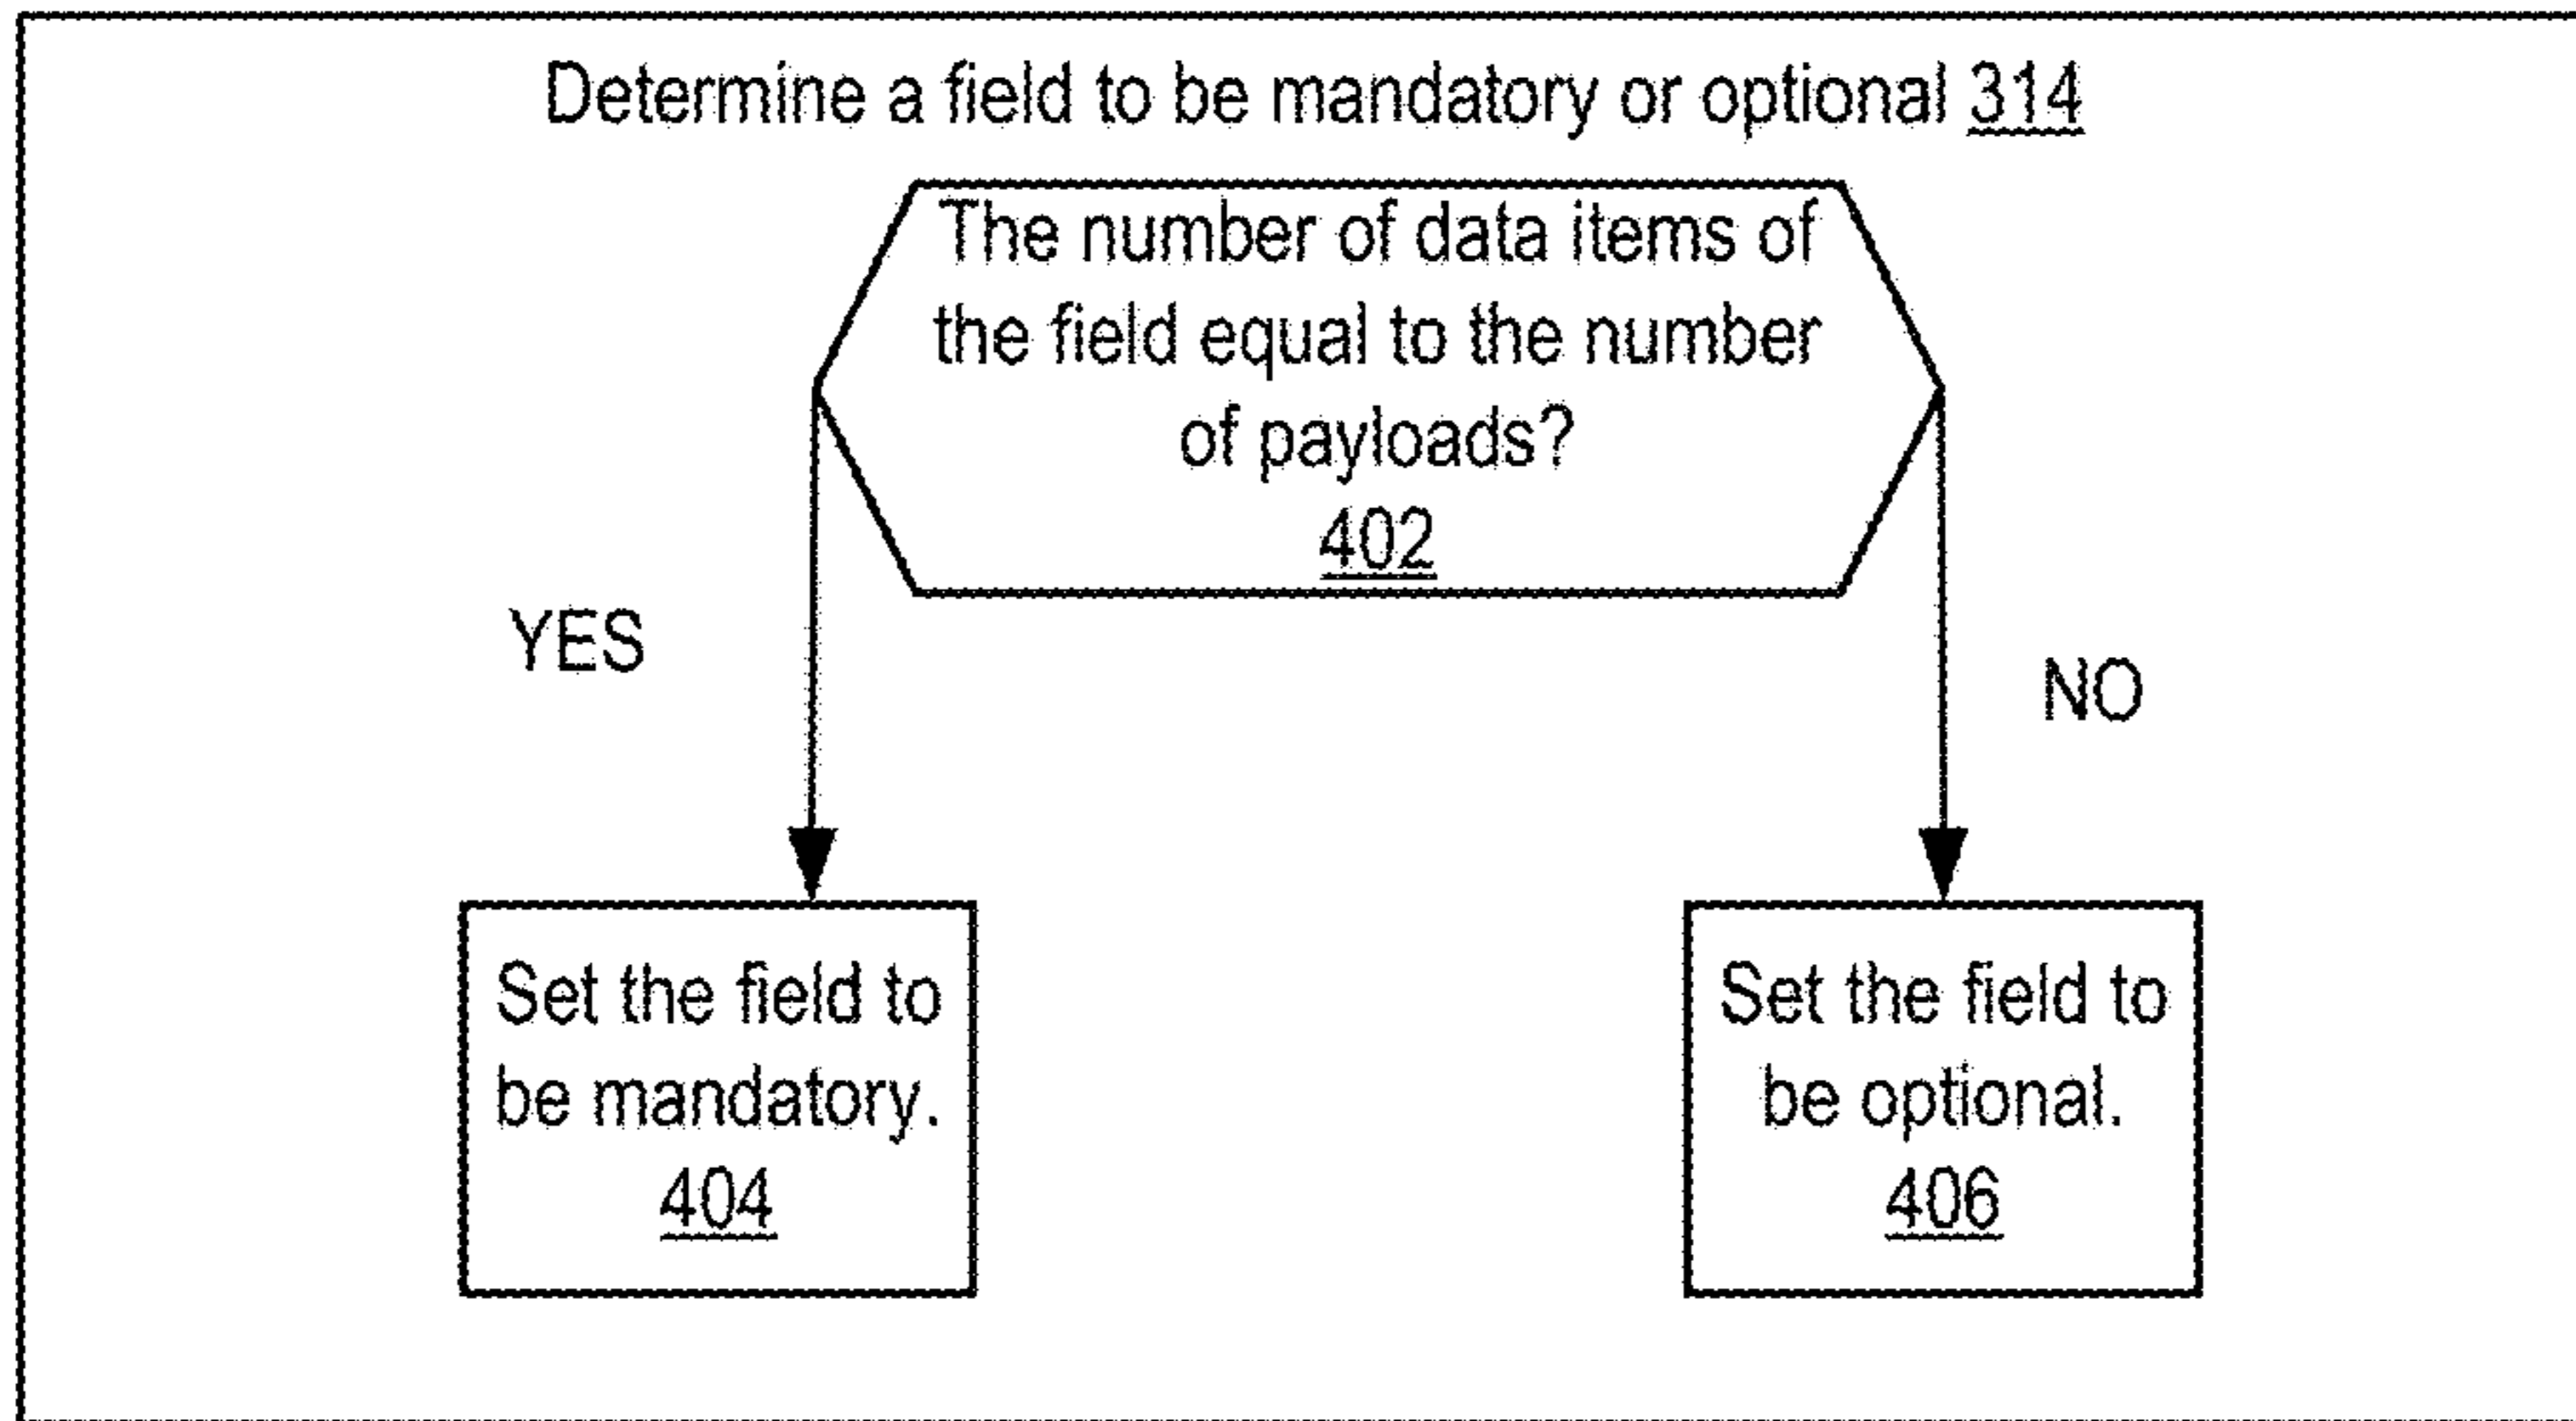 Determine a field to be mandatory or optional 314
The number of data items of
the field equal to the number
of payloads?
402
YES
NO
Set the field to
be mandatory.
404
Set the field to
be optional.
406